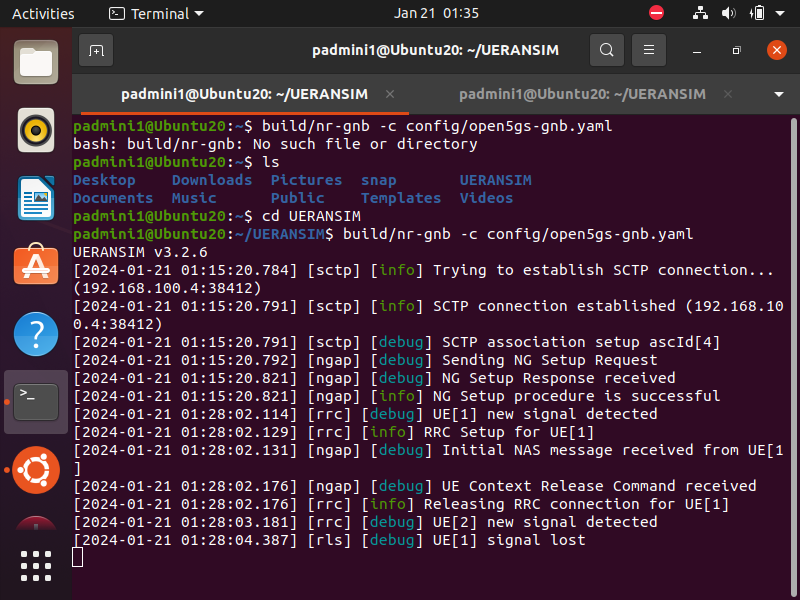 Activities
Terminal
Jan 21 01:35
padmini1@Ubuntu20: ~/UERANSIM
padmini1@Ubuntu20: ~/UERANSIM
padmini1@Ubuntu20: ~/UERANSIM
padmini1@Ubuntu20:~$ build/nr-gnb -c config/open5gs-gnb.yaml
bash: build/nr-gnb: No such file or directory
padmini1@Ubuntu20:~$ ls
Desktop Downloads Pictures snap UERANSIM
Documents Music Public Templates Videos
padmini1@Ubuntu20:~$ cd UERANSIM
padmini1@Ubuntu20:~/UERANSIM$ build/nr-gnb -c config/open5gs-gnb.yaml
UERANSIM v3.2.6
[2024-01-21 01:15:20.784] [sctp] [info] Trying to establish SCTP connection...
(192.168.100.4:38412)
[2024-01-21 01:15:20.791] [sctp] [info] SCTP connection established (192.168.10
0.4:38412)
[2024-01-21 01:15:20.791] [sctp] [debug] SCTP association setup ascId[4]
[2024-01-21 01:15:20.792] [ngap] [debug] Sending NG Setup Request
[2024-01-21 01:15:20.821] [ngap] [debug] NG Setup Response received
[2024-01-21 01:15:20.821] [ngap] [info] NG Setup procedure is successful
[2024-01-21 01:28:02.114] [rrc] [debug] UE[1] new signal detected
[2024-01-21 01:28:02.129] [rrc] [info] RRC Setup for UE[1]
[2024-01-21 01:28:02.131] [ngap] [debug] Initial NAS message received from UE[1
]
[2024-01-21 01:28:02.176] [ngap] [debug] UE Context Release Command received
[2024-01-21 01:28:02.176] [rrc] [info] Releasing RRC connection for UE[1]
[2024-01-21 01:28:03.181] [rrc] [debug] UE[2] new signal detected
[2024-01-21 01:28:04.387] [rls] [debug] UE[1] signal lost